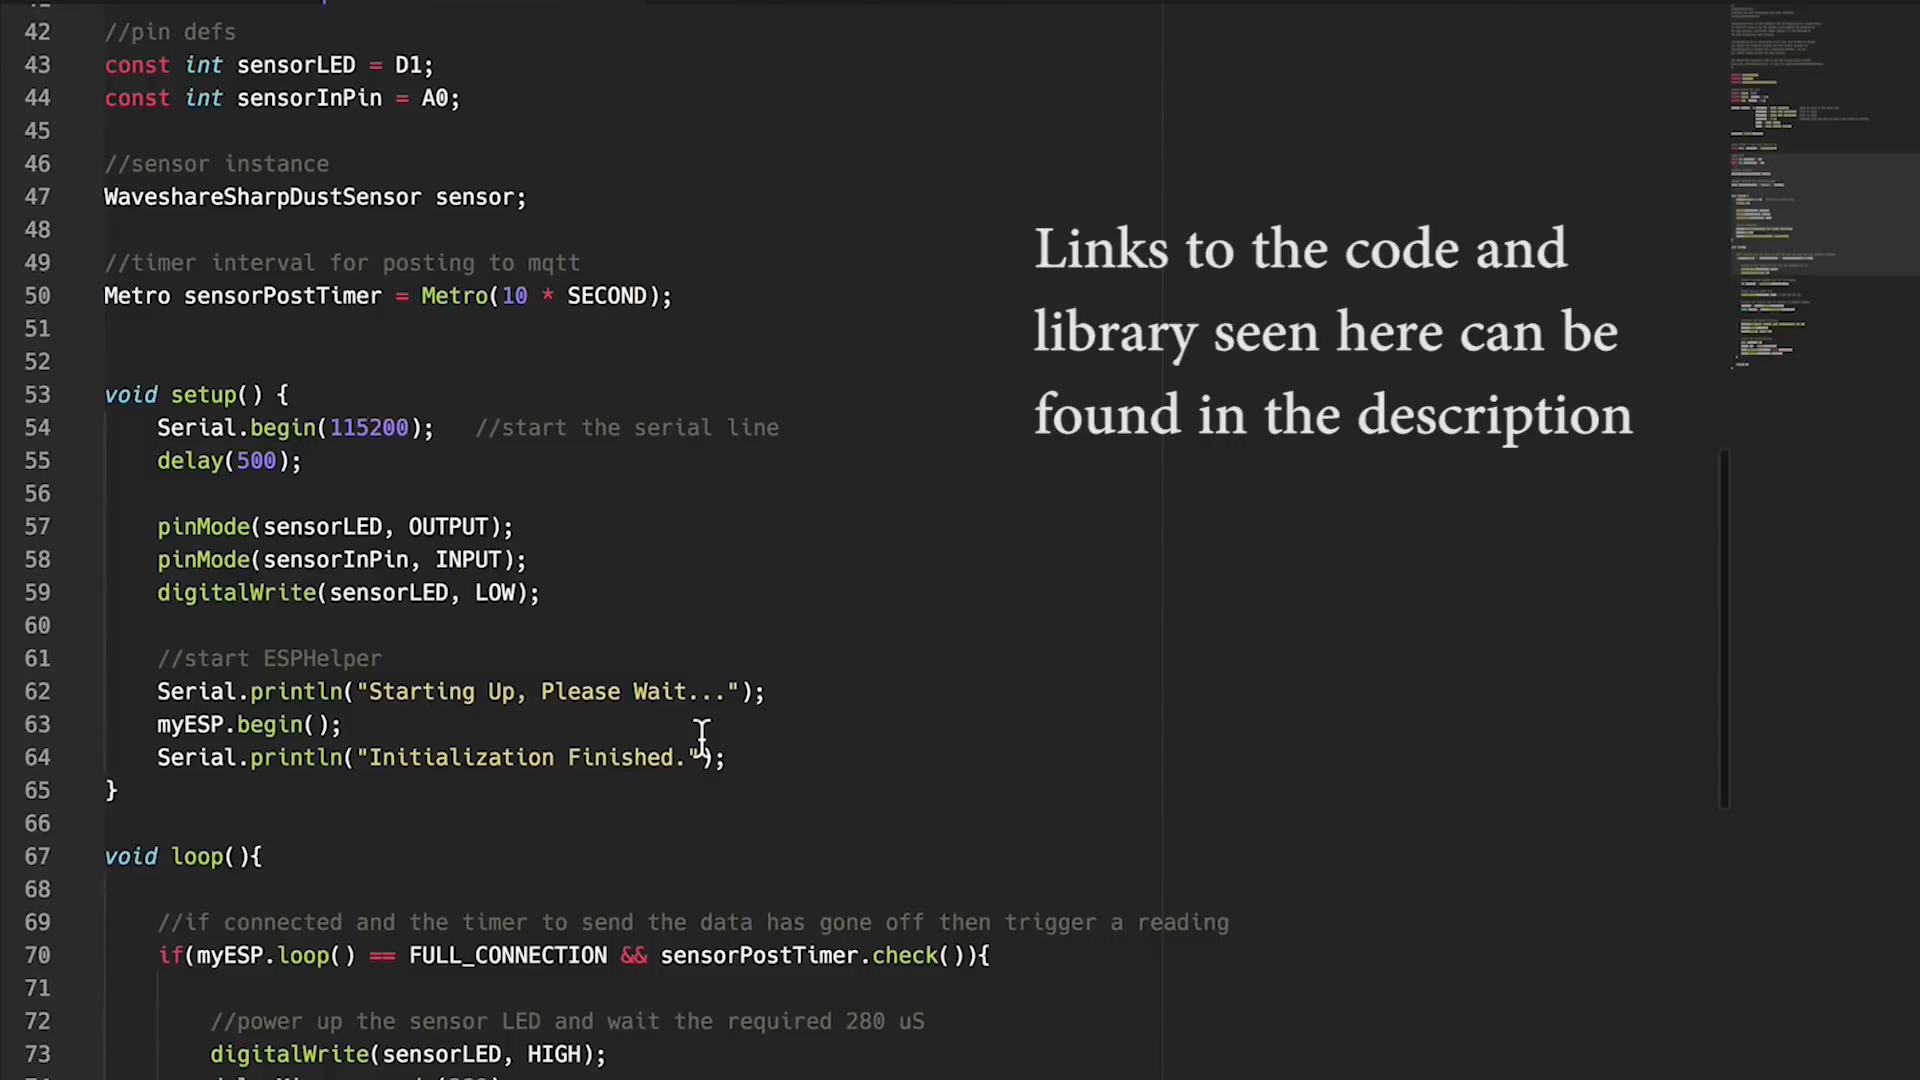 42 //pin defs
43 const int sensorLED = D1;
44 const int sensorInPin = A0;
45
46 //sensor instance
47 WaveshareSharpDustSensor sensor;
48
49 //timer interval for posting to mqtt
50 Metro sensorPostTimer = Metro(10 * SECOND);
51
52
53 void setup() {
54 Serial.begin(115200); //start the serial line
55 delay(500);
56
57 pinMode(sensorLED, OUTPUT);
58 pinMode(sensorInPin, INPUT);
59 digitalWrite(sensorLED, LOW);
60
61 //start ESPHelper
62 Serial.println("Starting Up, Please Wait...");
63 myESP.begin();
64 Serial.println("Initialization Finished.");
65 }
66
67 void loop(){
68
69 //if connected and the timer to send the data has gone off then trigger a reading
70 if(myESP.loop() == FULL_CONNECTION && sensorPostTimer.check()){
71
72 //power up the sensor LED and wait the required 280 uS
73 digitalWrite(sensorLED, HIGH);
Links to the code and
library seen here can be
found in the description